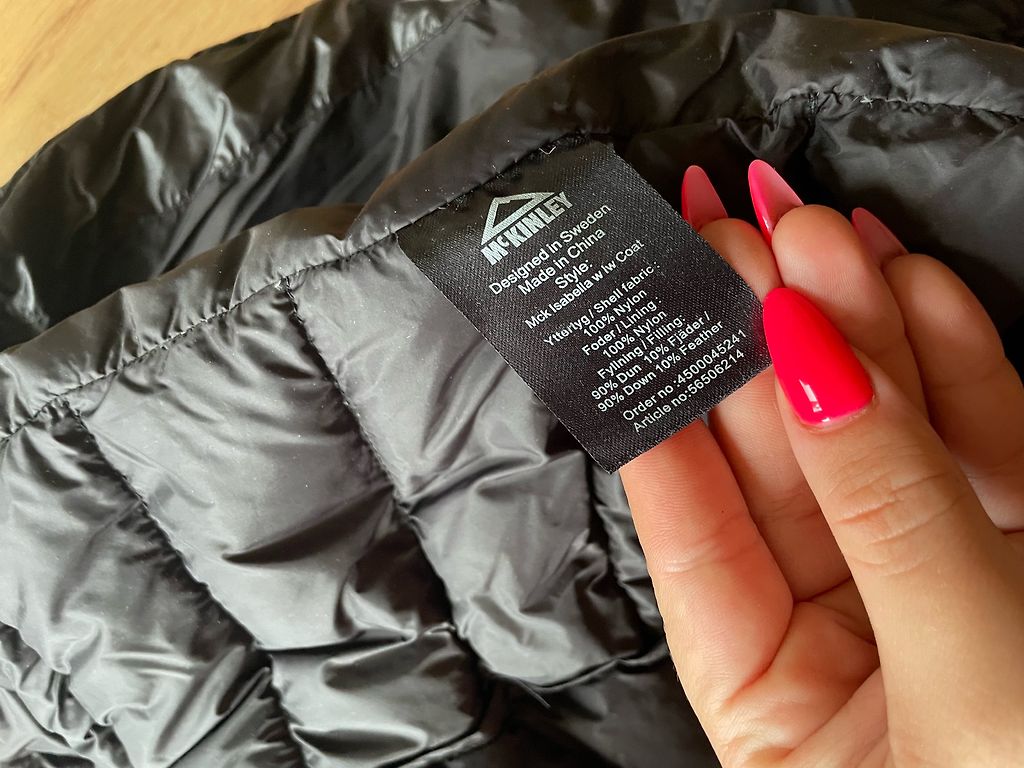 McKINLEY
Designed in Sweden
Made in China
Style:
Mck Isabella w lw Coat
Yttertyg / Shell fabric :
100% Nylon
Foder / Lining :
100% Nylon
Fyllning / Filling:
90% Dun 10% Fjäder /
90% Down 10% Feather
Order no :4500045241
Article no:56506214